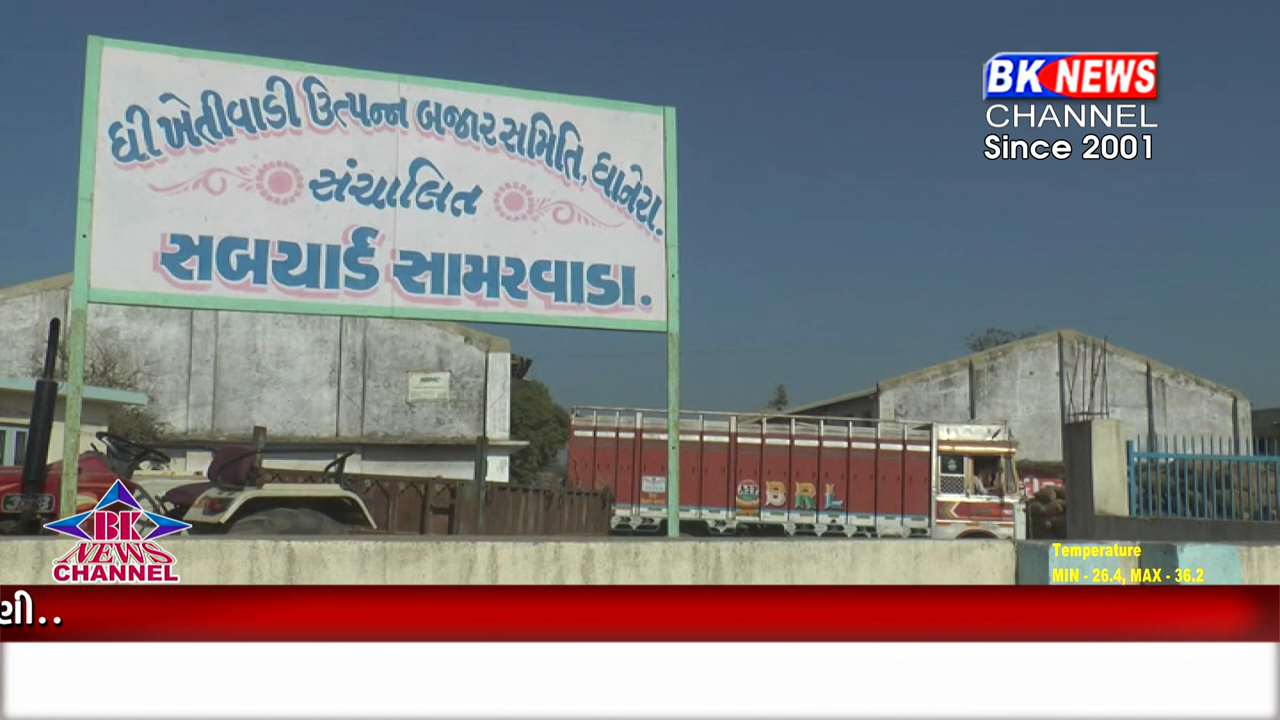 ધી ખેતીવાડી ઉત્પન્ન બજાર સમિતિ, ધાનેરા.
સંચાલિત
સબયાર્ડ સામરવાડા.
BK NEWS
CHANNEL
Since 2001
BRL
BK
NEWS
CHANNEL
Temperature
MIN - 26.4, MAX - 36.2
ણી..